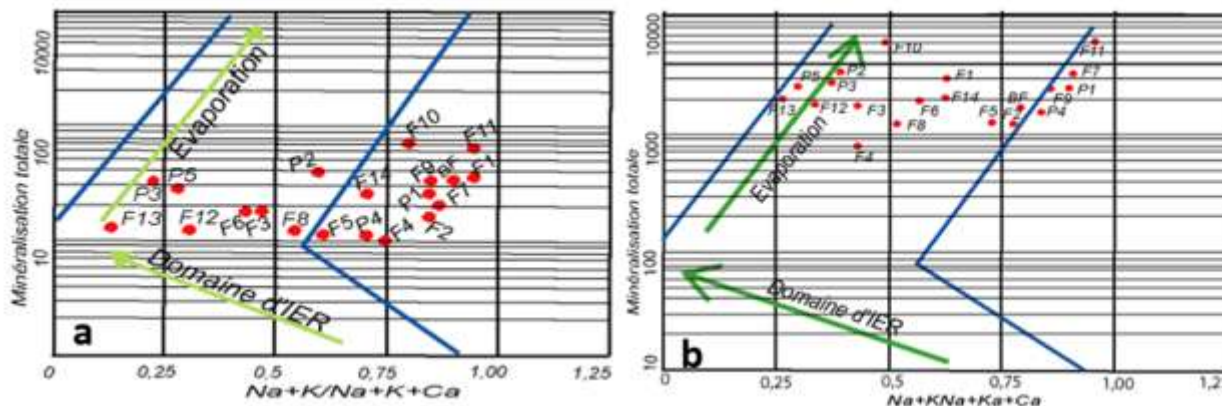 10000
100
10
Minéralisation totale
Evaporation
Domaine d'IER
F10
F11
P2
F14
F9
BF
F1
P1
F7
F2
P3
P5
F13
F12
F6
F3
F8
F5
P4
F4
a
0
0,25
0,5
0,75
1,00
1,25
Na+K/Na+K+Ca
10000
1000
100
10
Minéralisation totale
Evaporation
Domaine d'IER
F10
F11
P5
P2
P3
F1
F7
F13
F12
F3
F6
F14
F9
P1
F8
F5
F2
BF
P4
F4
b
0,25
0,5
0,75
1,00
1,25
Na+KNa+Ka+Ca